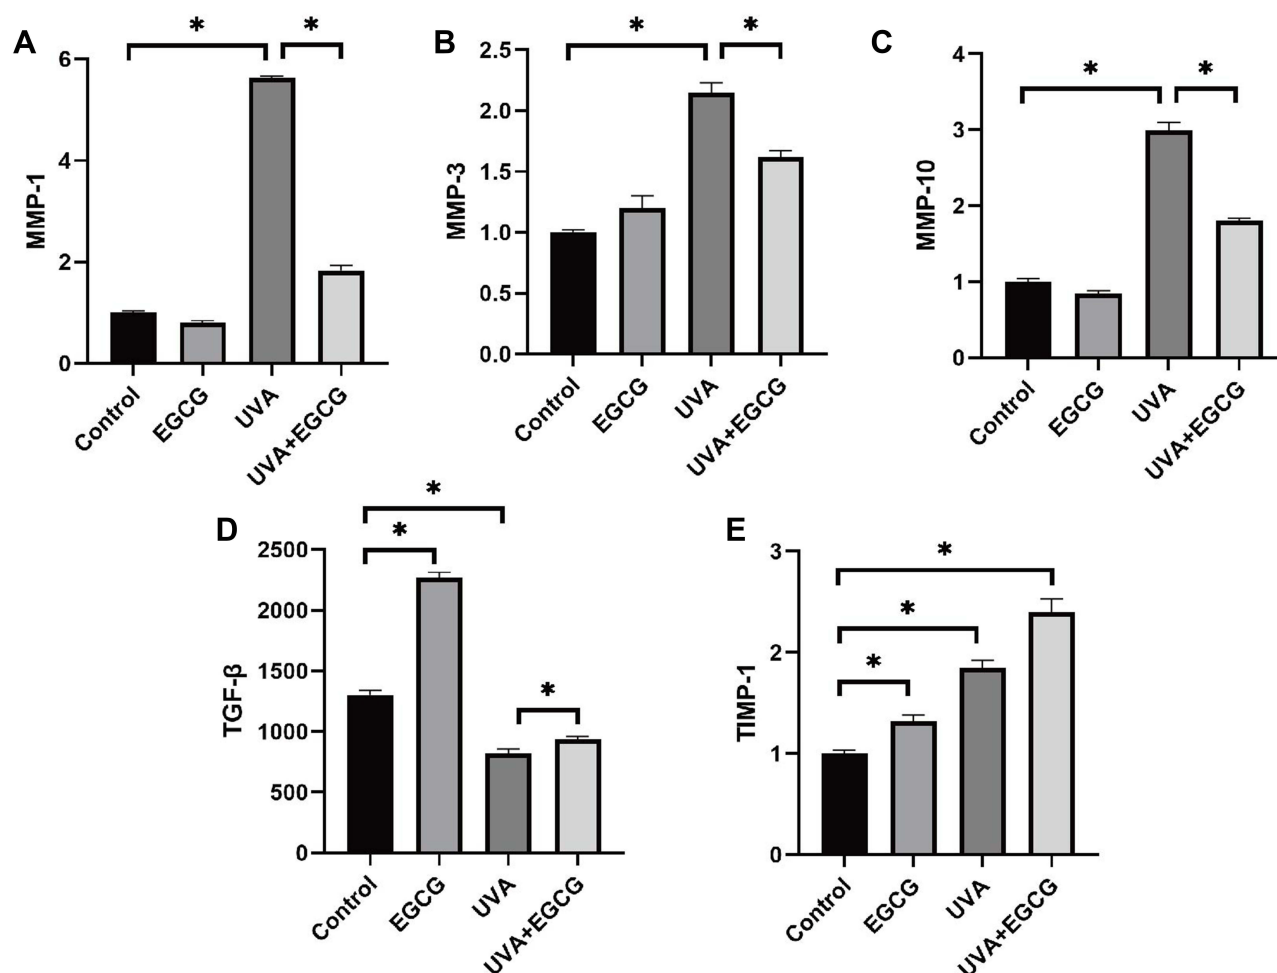 A
*
*
6
4
2
0
MMP-1
Control
EGCG
UVA
UVA+EGCG
B
*
*
2.5
2.0
1.5
1.0
0.5
0.0
MMP-3
Control
EGCG
UVA
UVA+EGCG
C
*
*
4
3
2
1
0
MMP-10
Control
EGCG
UVA
UVA+EGCG
D
*
*
*
2500
2000
1500
1000
500
0
TGF-β
Control
EGCG
UVA
UVA+EGCG
E
*
*
*
3
2
1
0
TIMP-1
Control
EGCG
UVA
UVA+EGCG